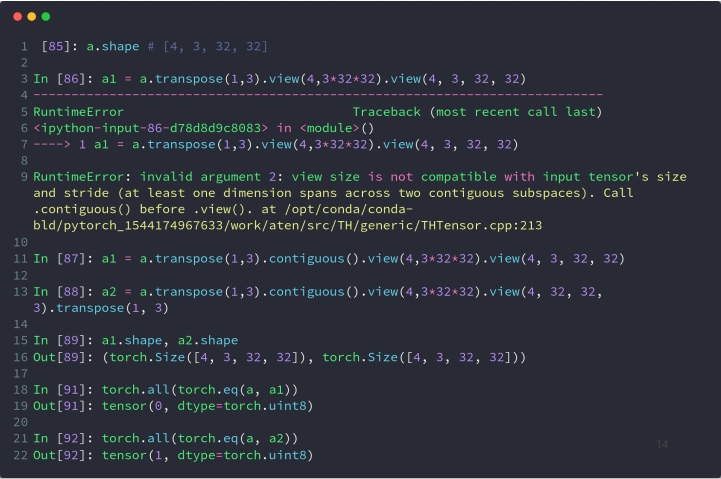 1 [85]: a.shape # [4, 3, 32, 32]
2
3 In [86]: a1 = a.transpose(1,3).view(4,3*32*32).view(4, 3, 32, 32)
4 ---------------------------------------------------------------------------
5 RuntimeError Traceback (most recent call last)
6 <ipython-input-86-d78d8d9c8083> in <module>()
7 ----> 1 a1 = a.transpose(1,3).view(4,3*32*32).view(4, 3, 32, 32)
8
9 RuntimeError: invalid argument 2: view size is not compatible with input tensor's size
and stride (at least one dimension spans across two contiguous subspaces). Call
.contiguous() before .view(). at /opt/conda/conda-
bld/pytorch_1544174967633/work/aten/src/TH/generic/THTensor.cpp:213
10
11 In [87]: a1 = a.transpose(1,3).contiguous().view(4,3*32*32).view(4, 3, 32, 32)
12
13 In [88]: a2 = a.transpose(1,3).contiguous().view(4,3*32*32).view(4, 32, 32,
3).transpose(1, 3)
14
15 In [89]: a1.shape, a2.shape
16 Out[89]: (torch.Size([4, 3, 32, 32]), torch.Size([4, 3, 32, 32]))
17
18 In [91]: torch.all(torch.eq(a, a1))
19 Out[91]: tensor(0, dtype=torch.uint8)
20
21 In [92]: torch.all(torch.eq(a, a2))
14
22 Out[92]: tensor(1, dtype=torch.uint8)